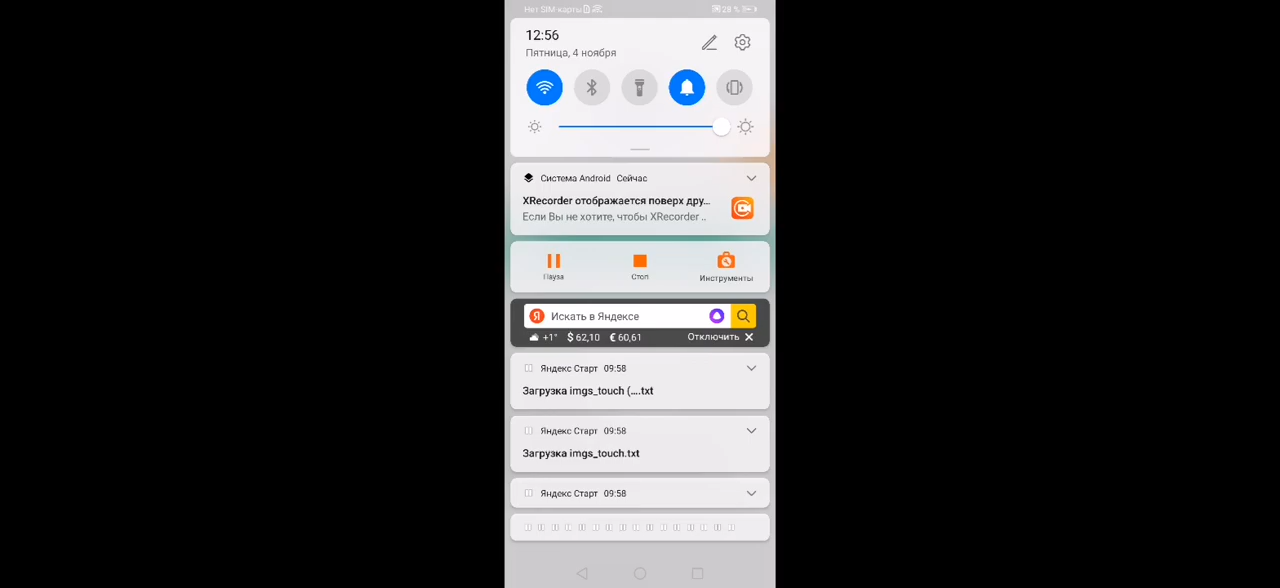 Нет SIM карты 28 %
12:56
Пятница, 4 ноября
Система Android Сейчас
XRecorder отображается поверх дру...
Если Вы не хотите, чтобы XRecorder ..
Пауза Стоп Инструменты
Я Искать в Яндексе
+1° $ 62,10 € 60,61 Отключить
Яндекс Старт 09:58
Загрузка imgs_touch (....txt
Яндекс Старт 09:58
Загрузка imgs_touch.txt
Яндекс Старт 09:58